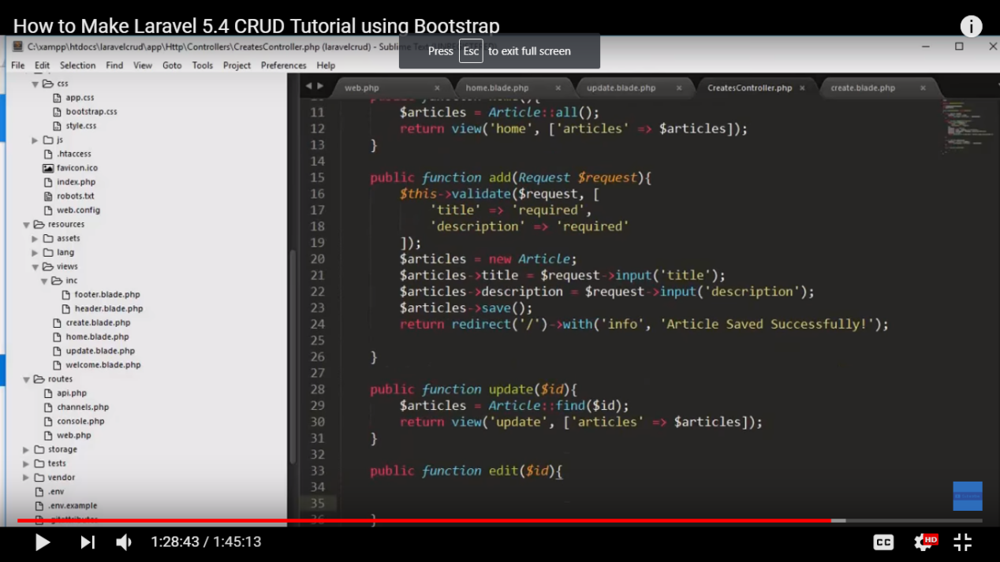 How to Make Laravel 5.4 CRUD Tutorial using Bootstrap
C:\xampp\htdocs\laravelcrud\app\Http\Controllers\CreatesController.php (laravelcrud) - Sublime Text
Press Esc to exit full screen
File Edit Selection Find View Goto Tools Project Preferences Help
css
app.css
bootstrap.css
style.css
js
.htaccess
favicon.ico
index.php
robots.txt
web.config
resources
assets
lang
views
inc
footer.blade.php
header.blade.php
create.blade.php
home.blade.php
update.blade.php
welcome.blade.php
routes
api.php
channels.php
console.php
web.php
storage
tests
vendor
.env
.env.example
.gitattributes
web.php home.blade.php update.blade.php CreatesController.php create.blade.php
10 public function home(){
11 $articles = Article::all();
12 return view('home', ['articles' => $articles]);
13 }
14
15 public function add(Request $request){
16 $this->validate($request, [
17 'title' => 'required',
18 'description' => 'required'
19 ]);
20 $articles = new Article;
21 $articles->title = $request->input('title');
22 $articles->description = $request->input('description');
23 $articles->save();
24 return redirect('/')->with('info', 'Article Saved Successfully!');
25
26 }
27
28 public function update($id){
29 $articles = Article::find($id);
30 return view('update', ['articles' => $articles]);
31 }
32
33 public function edit($id){
34
35
36 }
1:28:43 / 1:45:13
CC
HD